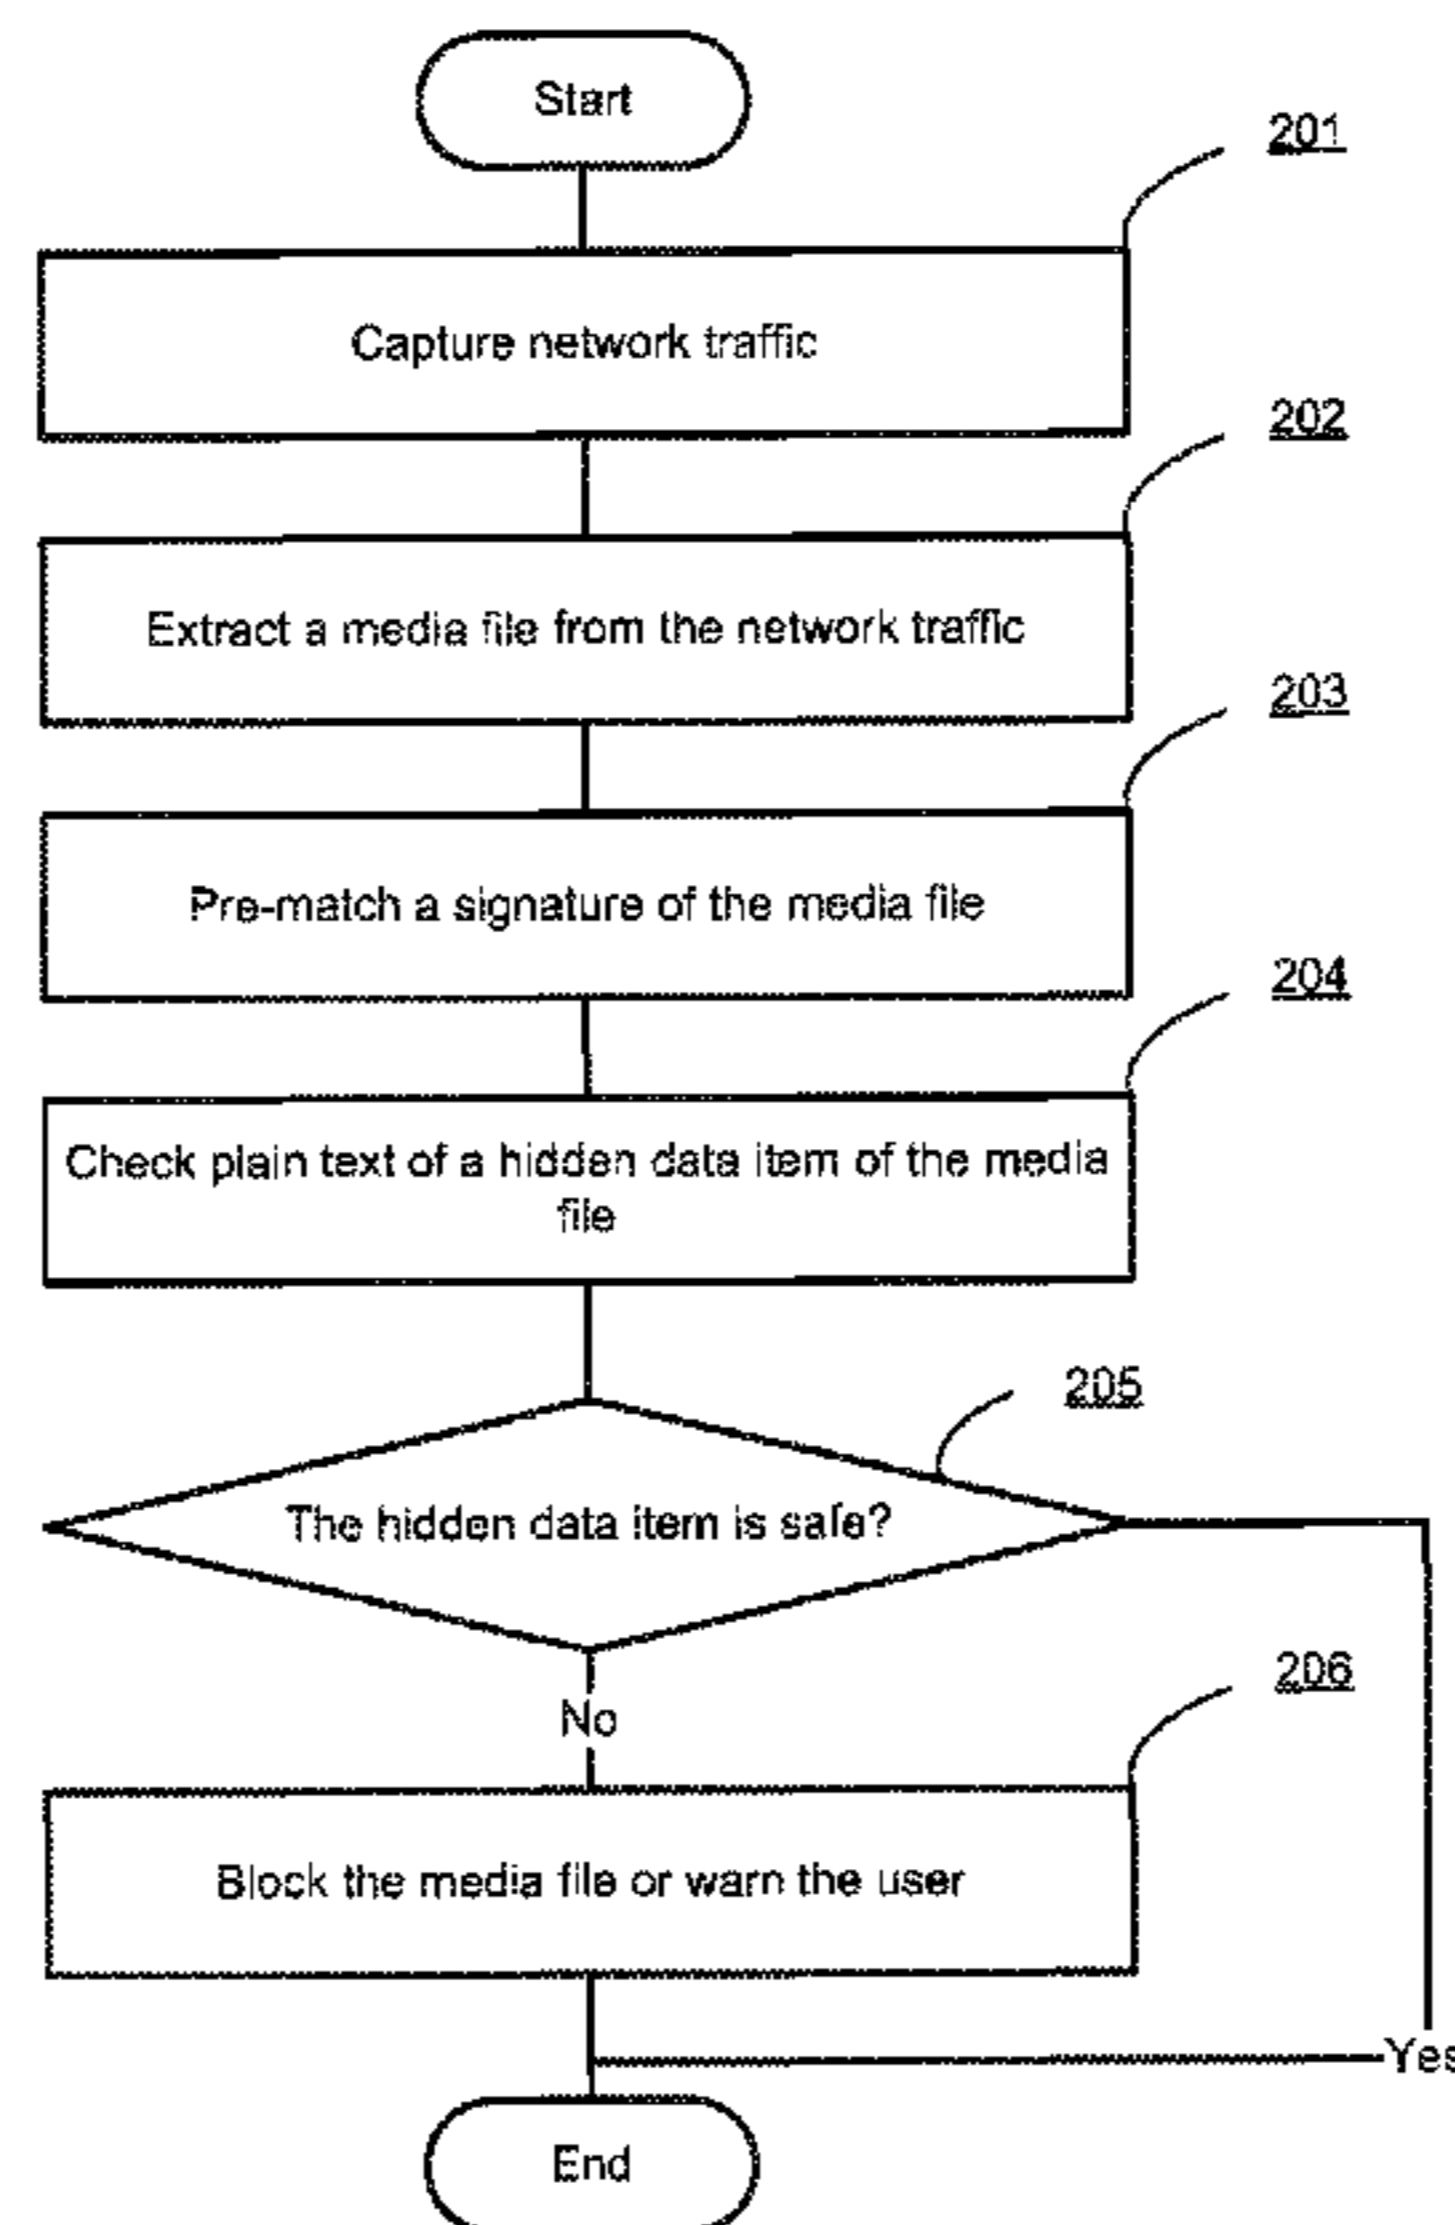 Start
201
Capture network traffic
202
Extract a media file from the network traffic
203
Pre-match a signature of the media file
204
Check plain text of a hidden data item of the media
file
205
The hidden data item is safe?
No
206
Block the media file or warn the user
Yes
End